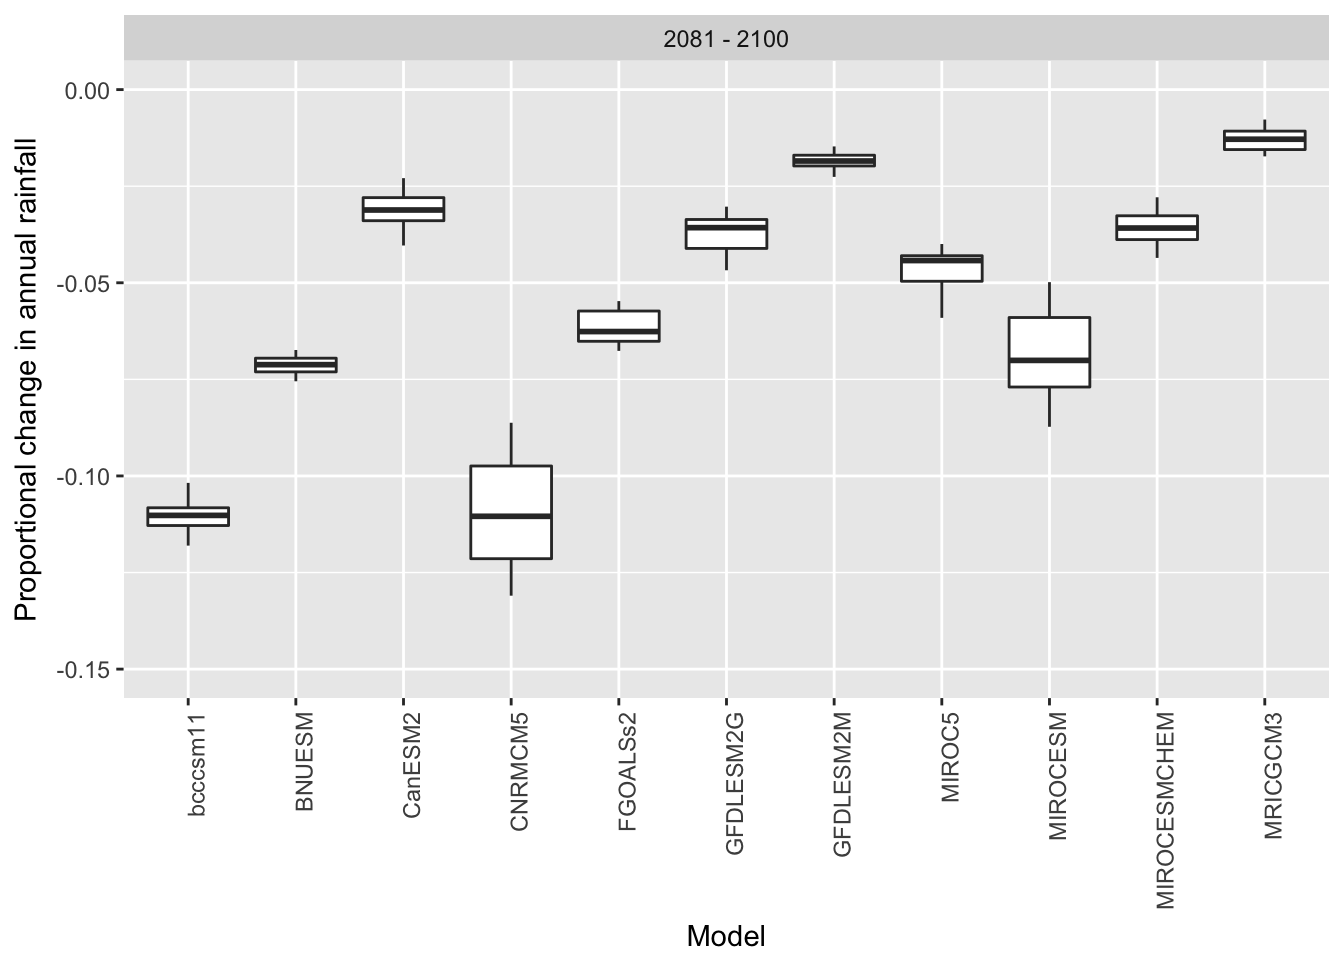 2081 - 2100
Proportional change in annual rainfall
0.00
-0.05
-0.10
-0.15
bcccsm11
BNUESM
CanESM2
CNRMCM5
FGOALSs2
GFDLESM2G
GFDLESM2M
MIROC5
MIROCESM
MIROCESMCHEM
MRICGCM3
Model